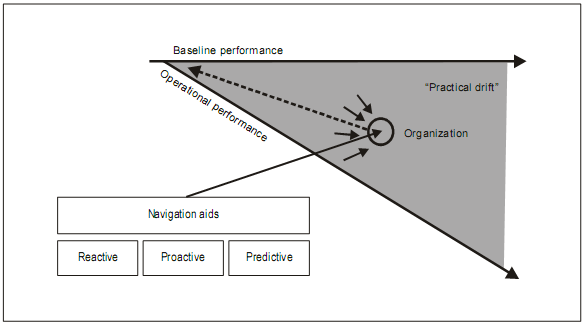 Baseline performance
"Practical drift"
Operational performance
Organization
Navigation aids
Reactive
Proactive
Predictive